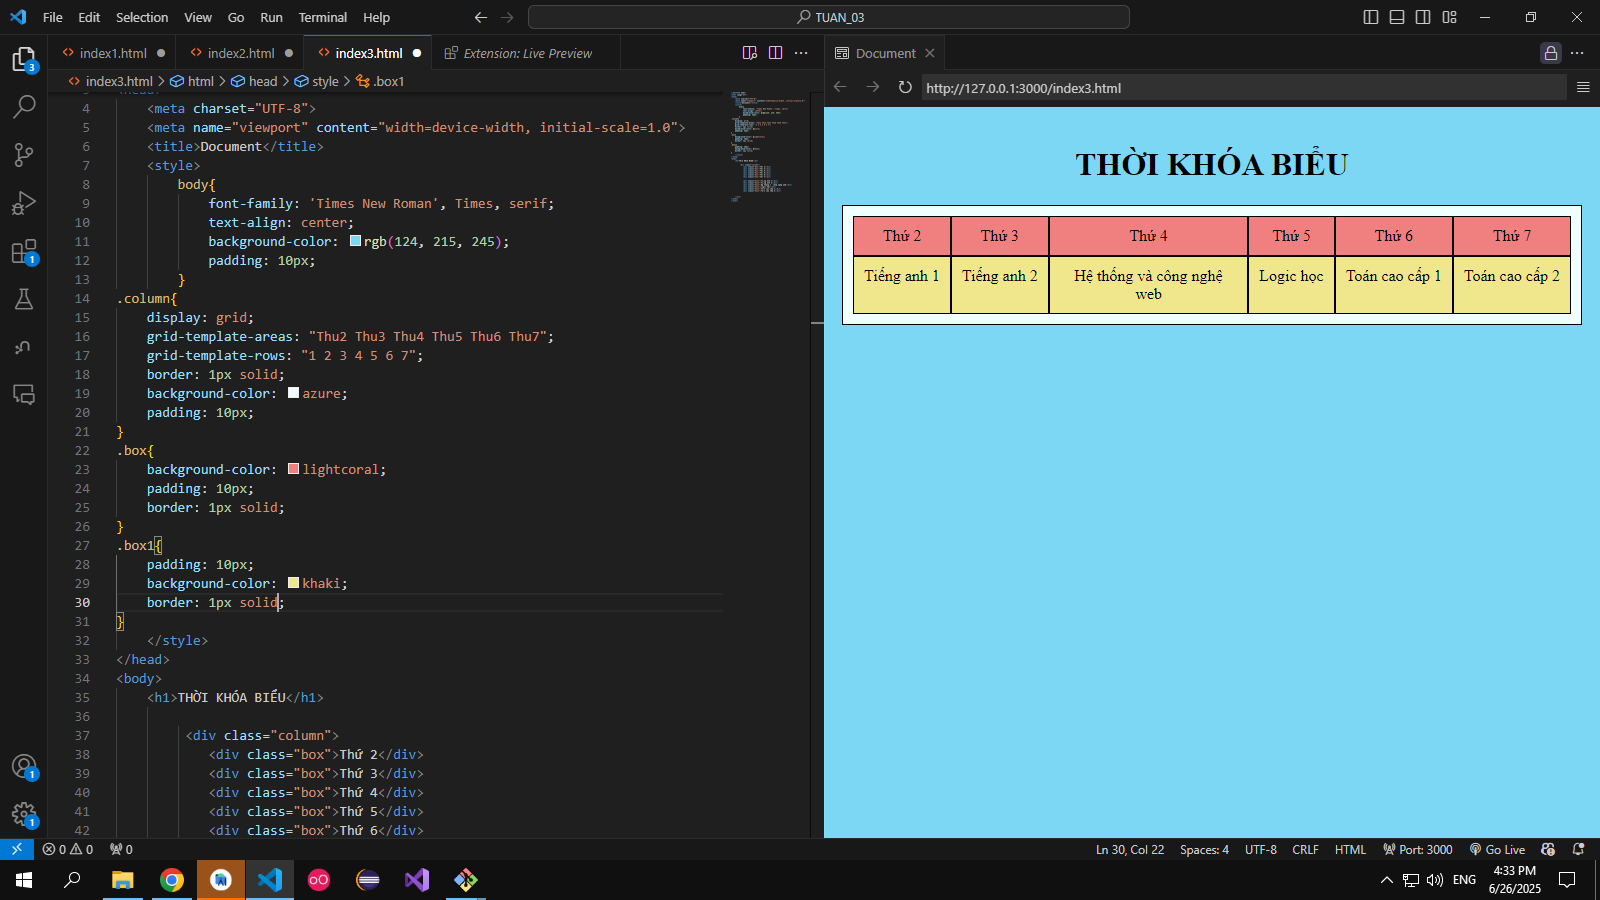 File Edit Selection View Go Run Terminal Help
TUAN_03
index1.html
index2.html
index3.html
Extension: Live Preview
index3.html > html > head > style > .box1
4 <meta charset="UTF-8">
5 <meta name="viewport" content="width=device-width, initial-scale=1.0">
6 <title>Document</title>
7 <style>
8 body{
9 font-family: 'Times New Roman', Times, serif;
10 text-align: center;
11 background-color: rgb(124, 215, 245);
12 padding: 10px;
13 }
14 .column{
15 display: grid;
16 grid-template-areas: "Thu2 Thu3 Thu4 Thu5 Thu6 Thu7";
17 grid-template-rows: "1 2 3 4 5 6 7";
18 border: 1px solid;
19 background-color: azure;
20 padding: 10px;
21 }
22 .box{
23 background-color: lightcoral;
24 padding: 10px;
25 border: 1px solid;
26 }
27 .box1{
28 padding: 10px;
29 background-color: khaki;
30 border: 1px solid;
31 }
32 </style>
33 </head>
34 <body>
35 <h1>THỜI KHÓA BIỂU</h1>
36
37 <div class="column">
38 <div class="box">Thứ 2</div>
39 <div class="box">Thứ 3</div>
40 <div class="box">Thứ 4</div>
41 <div class="box">Thứ 5</div>
42 <div class="box">Thứ 6</div>
Document
http://127.0.0.1:3000/index3.html
THỜI KHÓA BIỂU
Thứ 2 Thứ 3 Thứ 4 Thứ 5 Thứ 6 Thứ 7
Tiếng anh 1 Tiếng anh 2 Hệ thống và công nghệ Logic học Toán cao cấp 1 Toán cao cấp 2
web
3
1
1
1
0 0 0
Ln 30, Col 22 Spaces: 4 UTF-8 CRLF HTML Port: 3000 Go Live
ENG
4:33 PM
6/26/2025